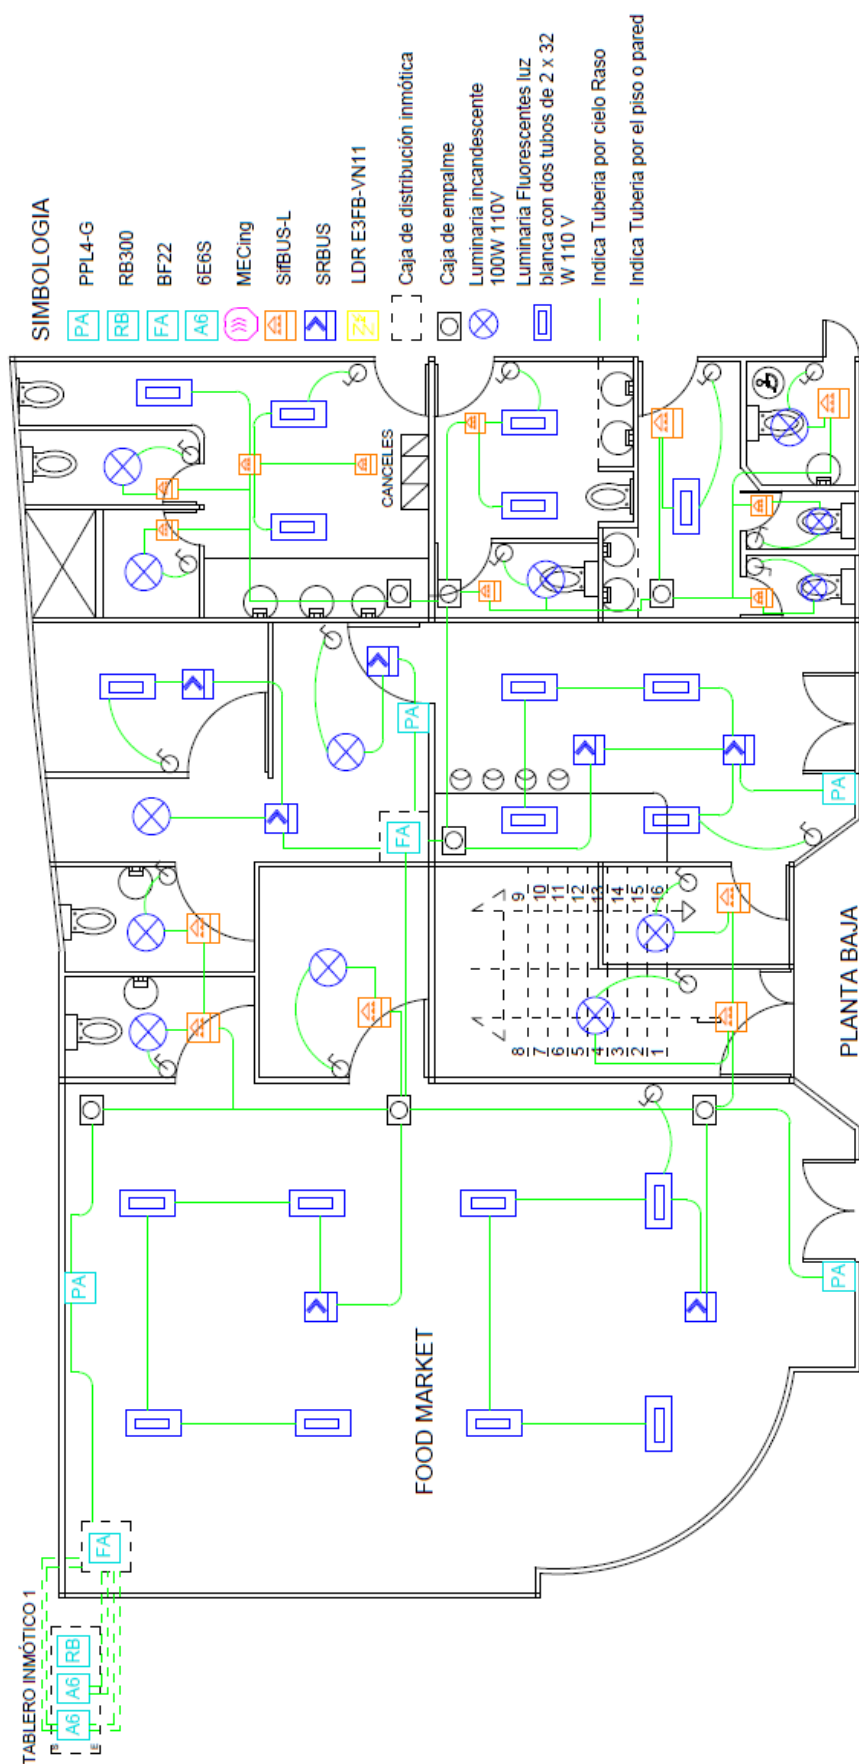 SIMBOLOGIA
PA PPL4-G
RB RB300
FA BF22
A6 6E6S
MECing
SifBUS-L
SRBUS
LDR E3FB-VN11
Caja de distribución inmótica
Caja de empalme
Luminaria incandescente
100W 110V
Luminaria Fluorescentes luz
blanca con dos tubos de 2 x 32
W 110 V
Indica Tuberia por cielo Raso
Indica Tuberia por el piso o pared
CANCELES
PA
FA
PA
9
10
11
12
13
14
15
16
8
7
6
5
4
3
2
1
PLANTA BAJA
PA
PA
FOOD MARKET
FA
TABLERO INMÓTICO 1
A6 A6 RB
S
E
PA